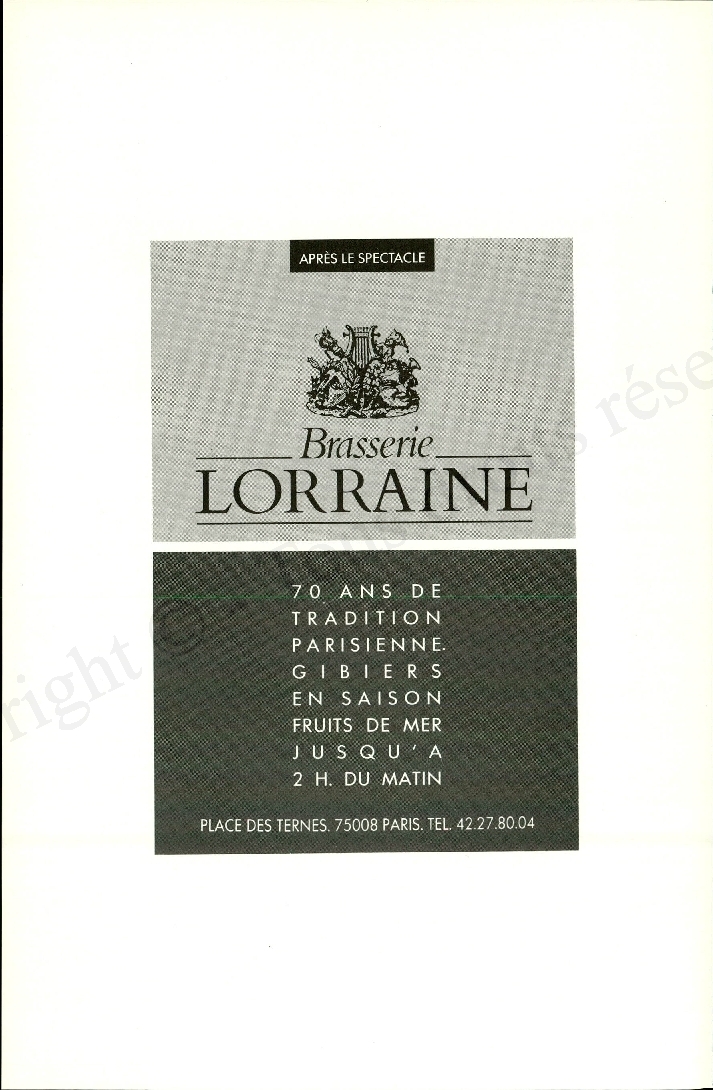 APRÈS LE SPECTACLE
Brasserie
LORRAINE
70 ANS DE
TRADITION
PARISIENNE.
GIBIERS
EN SAISON
FRUITS DE MER
JUSQU'A
2 H. DU MATIN
PLACE DES TERNES. 75008 PARIS. TEL. 42.27.80.04